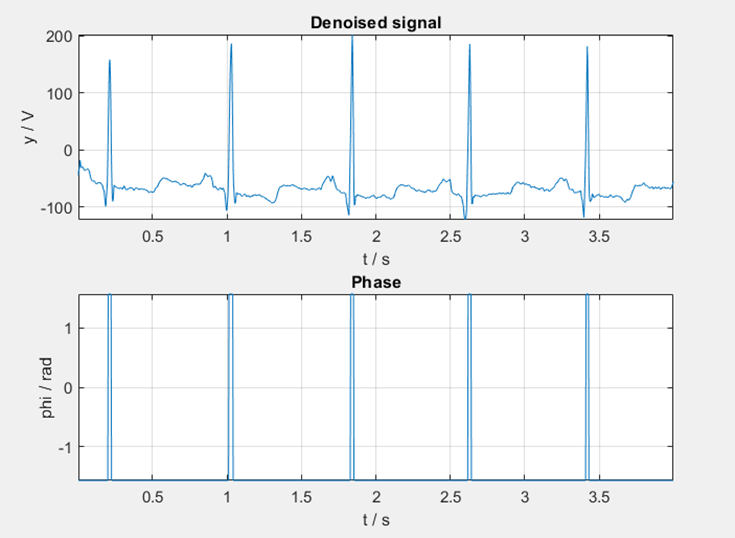 Denoised signal
200
100
0
-100
y / V
0.5 1 1.5 2 2.5 3 3.5
t / s
Phase
1
0
-1
phi / rad
0.5 1 1.5 2 2.5 3 3.5
t / s